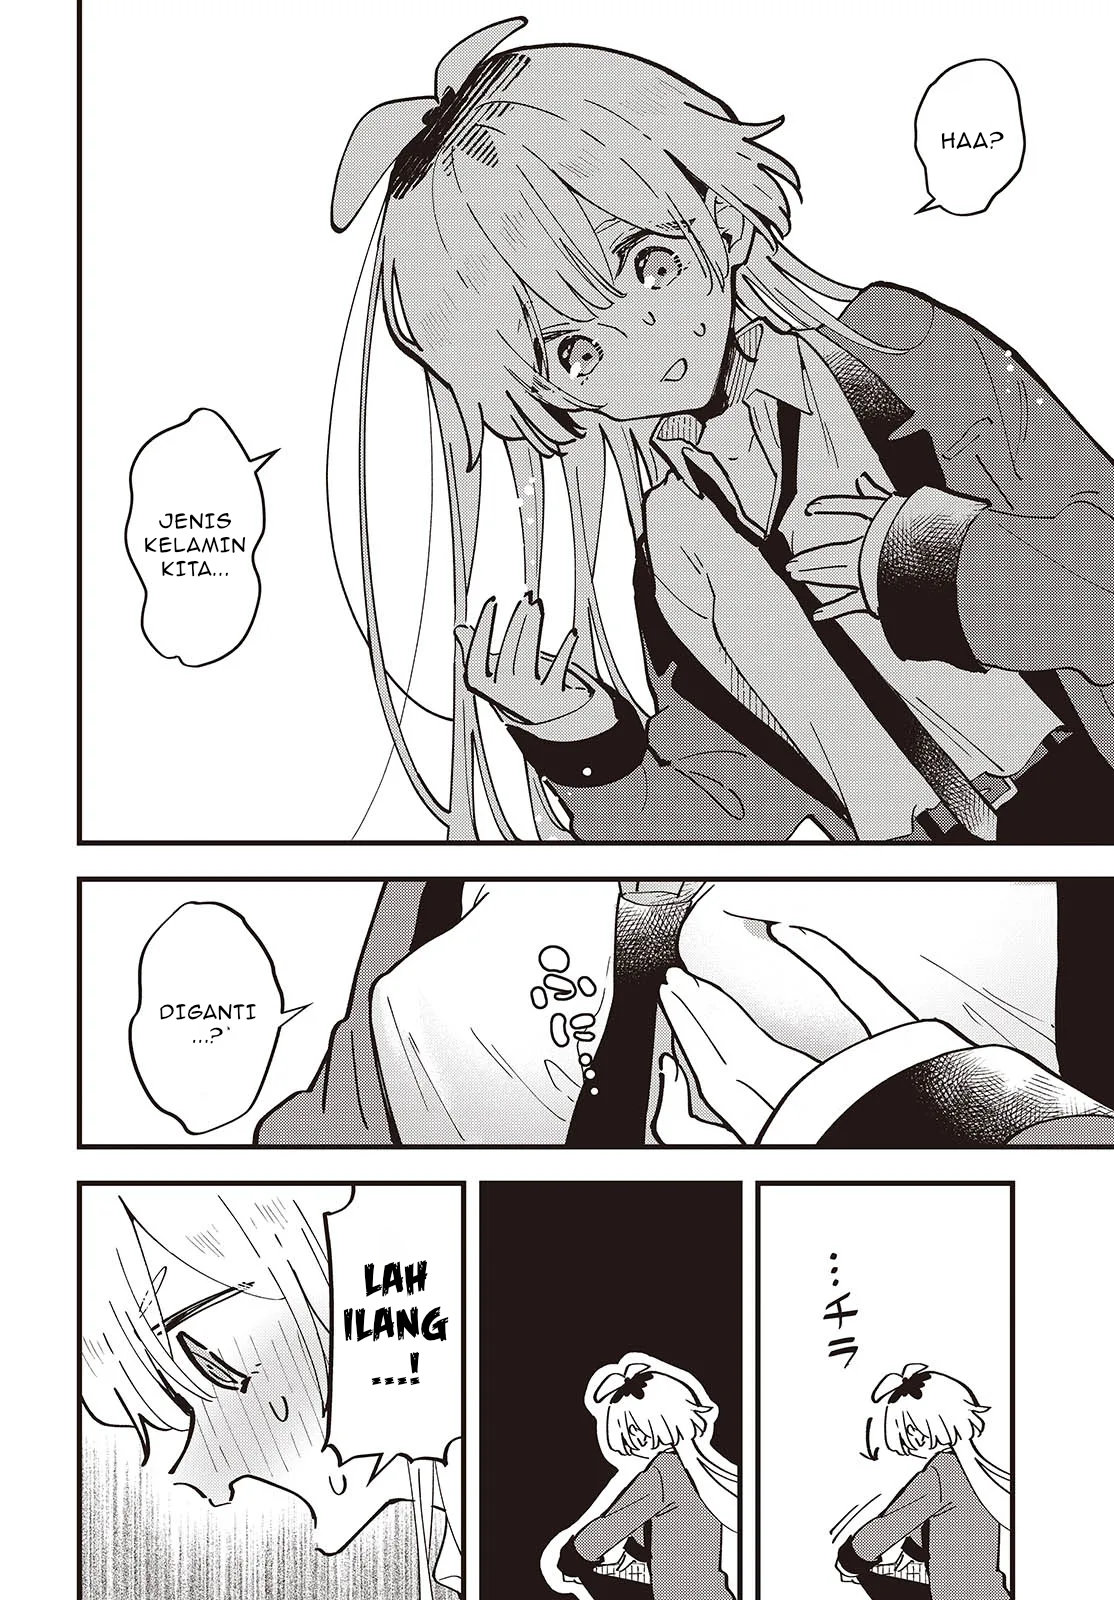 HAA?
JENIS
KELAMIN
KITA...
DIGANTI
...?
...チラ
LAH
ILANG
....!